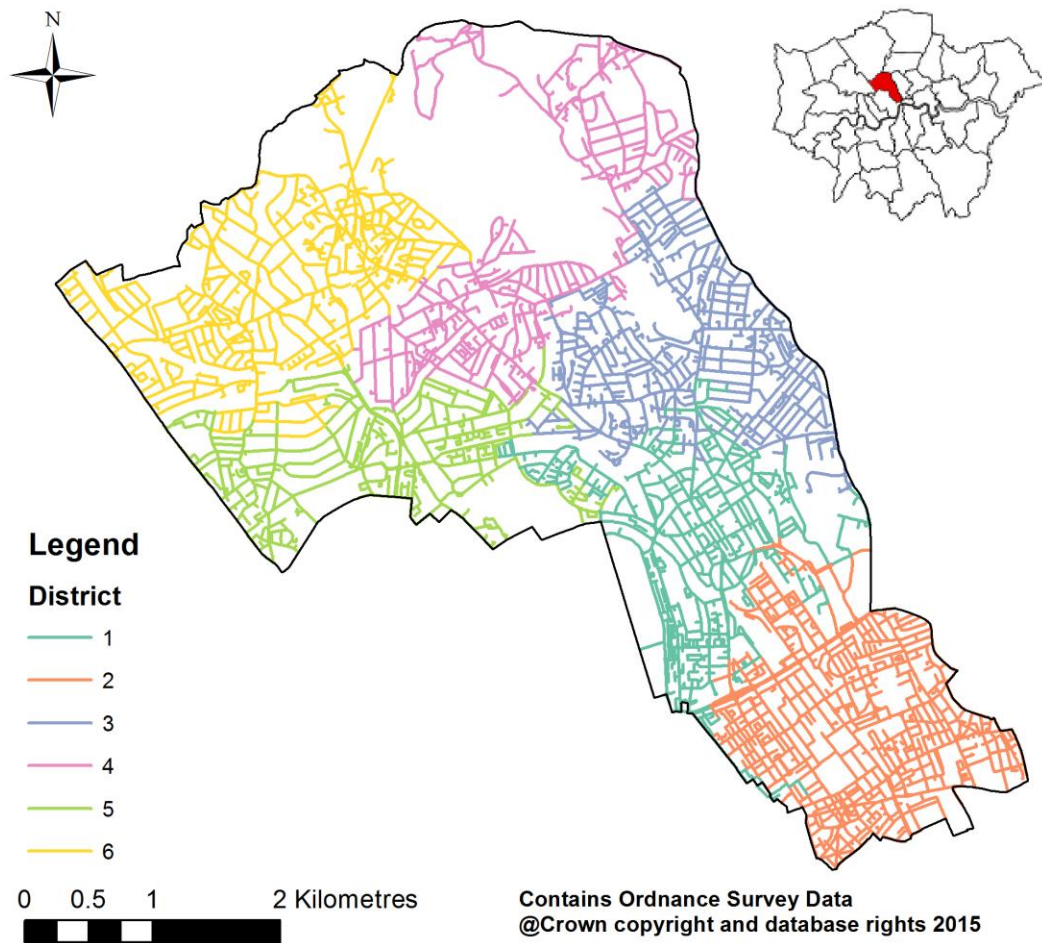 N
Legend
District
1
2
3
4
5
6
0 0.5 1 2 Kilometres
Contains Ordnance Survey Data
@Crown copyright and database rights 2015